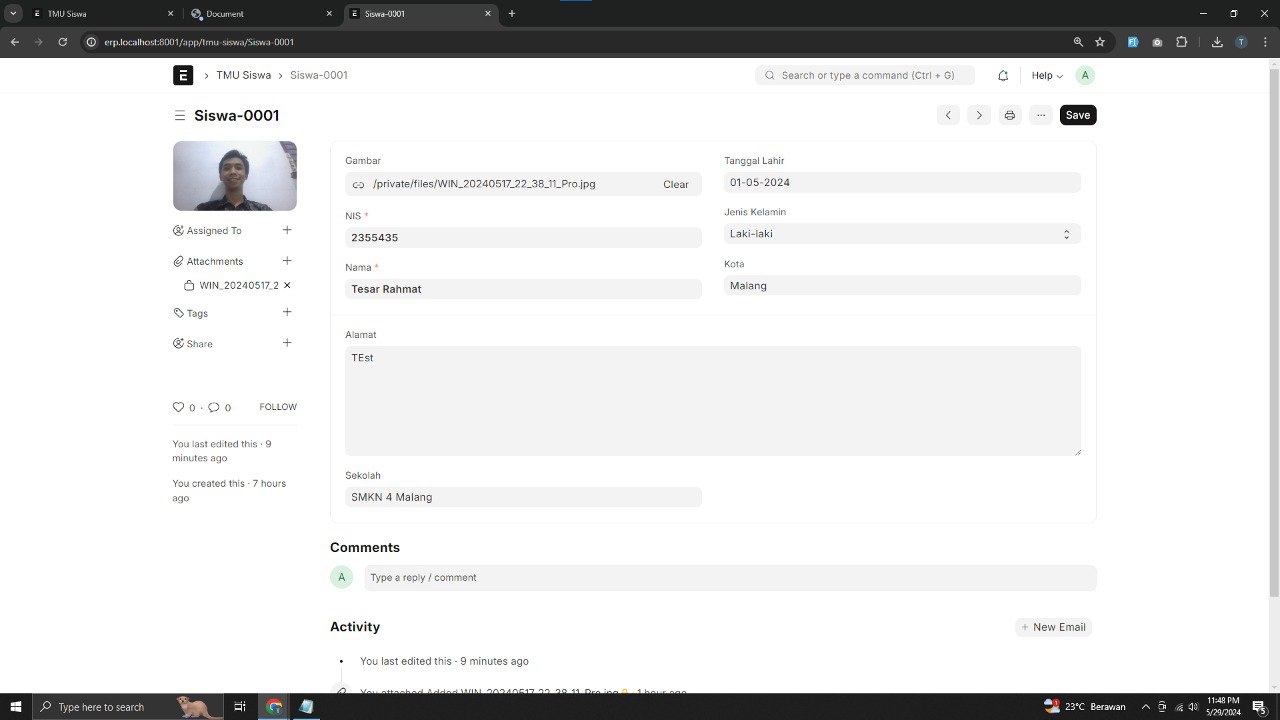 TMU Siswa
Document
Siswa-0001
erp.localhost:8001/app/tmu-siswa/Siswa-0001
E
TMU Siswa
Siswa-0001
Search or type a command (Ctrl + G)
Help
A
Siswa-0001
Save
Assigned To
Attachments
WIN_20240517_2
Tags
Share
0 · 0 FOLLOW
You last edited this · 9
minutes ago
You created this · 7 hours
ago
Gambar
/private/files/WIN_20240517_22_38_11_Pro.jpg
Clear
NIS *
2355435
Nama *
Tesar Rahmat
Tanggal Lahir
01-05-2024
Jenis Kelamin
Laki-laki
Kota
Malang
Alamat
TEst
Sekolah
SMKN 4 Malang
Comments
A
Type a reply / comment
Activity
+ New Email
You last edited this · 9 minutes ago
You attached Added WIN_20240517_22_38_11_Pro.jpg · 1 hour ago
Type here to search
23°C Berawan
11:48 PM
5/29/2024